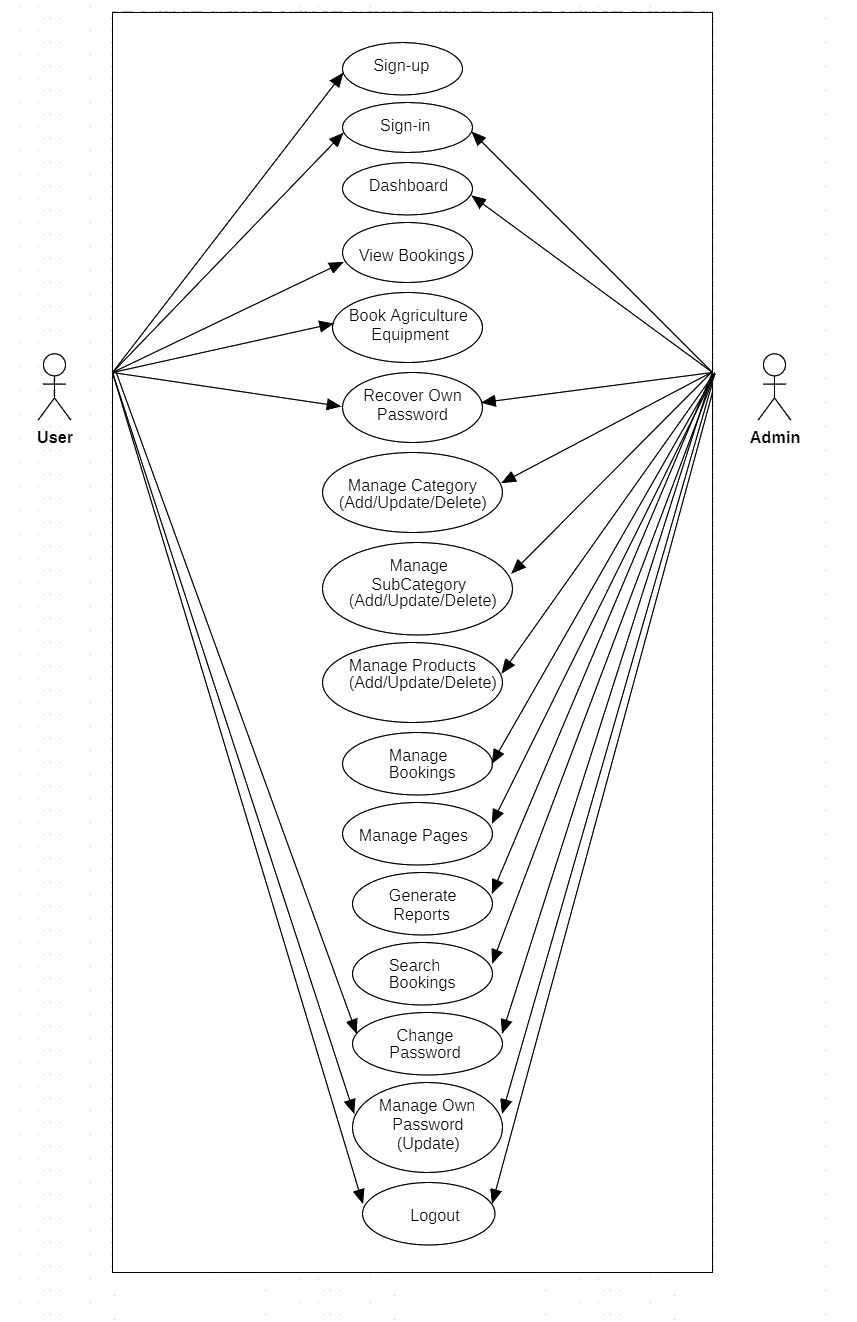 Sign-up
Sign-in
Dashboard
View Bookings
Book Agriculture
Equipment
Recover Own
Password
User
Admin
Manage Category
(Add/Update/Delete)
Manage
SubCategory
(Add/Update/Delete)
Manage Products
(Add/Update/Delete)
Manage
Bookings
Manage Pages
Generate
Reports
Search
Bookings
Change
Password
Manage Own
Password
(Update)
Logout